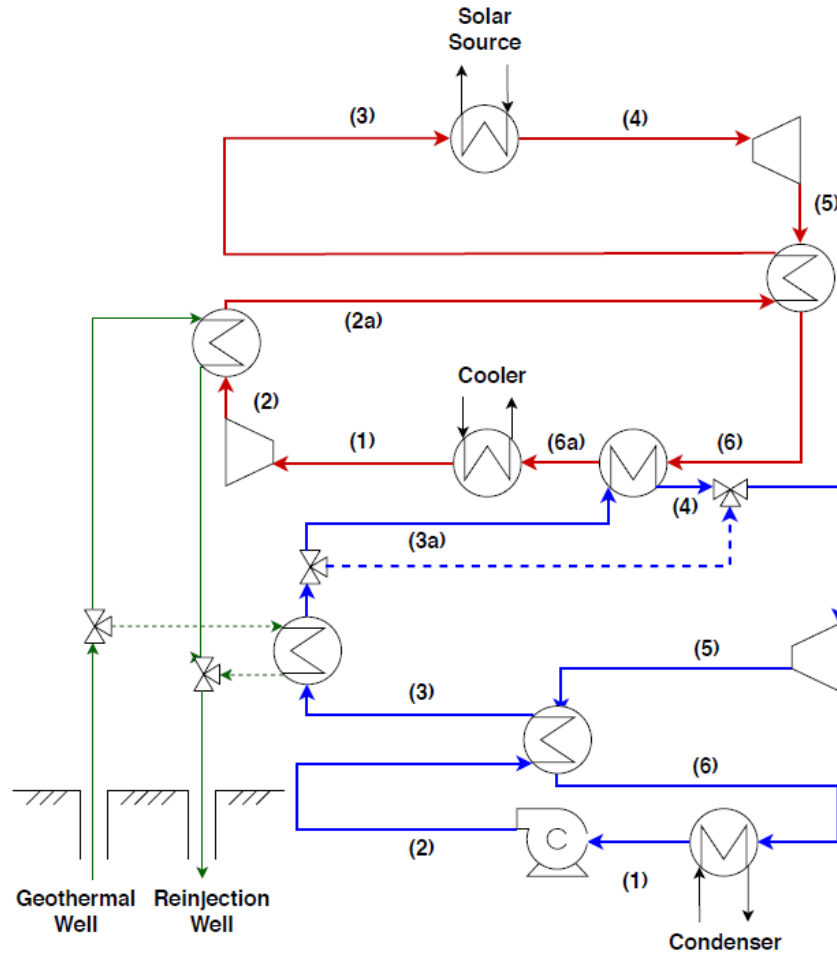 Solar
Source
(3)
(4)
(5)
(2a)
Cooler
(2)
(1)
(6a)
(6)
(4)
(3a)
(5)
(3)
(6)
(2)
(1)
Geothermal
Well
Reinjection
Well
Condenser